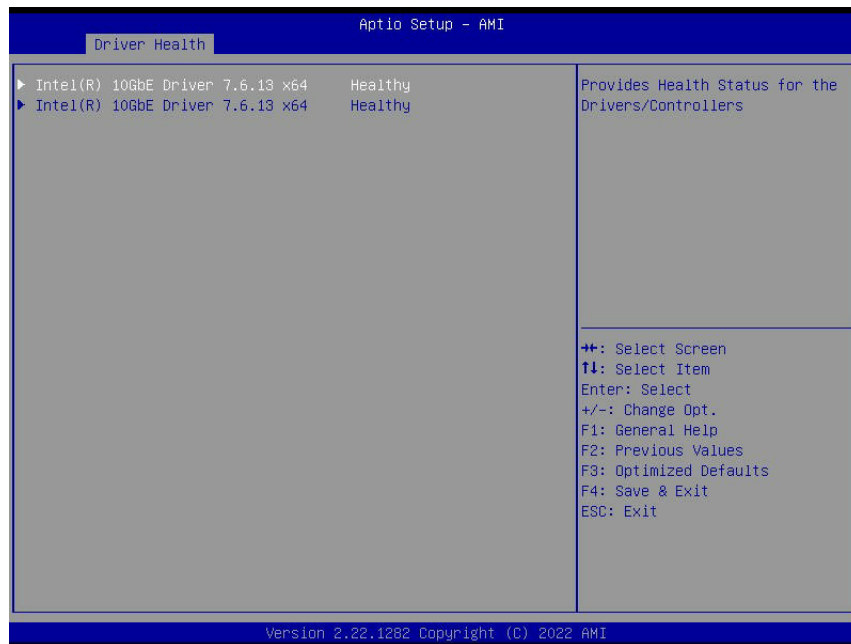 Aptio Setup – AMI
Driver Health
▶ Intel(R) 10GbE Driver 7.6.13 x64 Healthy
▶ Intel(R) 10GbE Driver 7.6.13 x64 Healthy
Provides Health Status for the
Drivers/Controllers
→←: Select Screen
↑↓: Select Item
Enter: Select
+/-: Change Opt.
F1: General Help
F2: Previous Values
F3: Optimized Defaults
F4: Save & Exit
ESC: Exit
Version 2.22.1282 Copyright (C) 2022 AMI